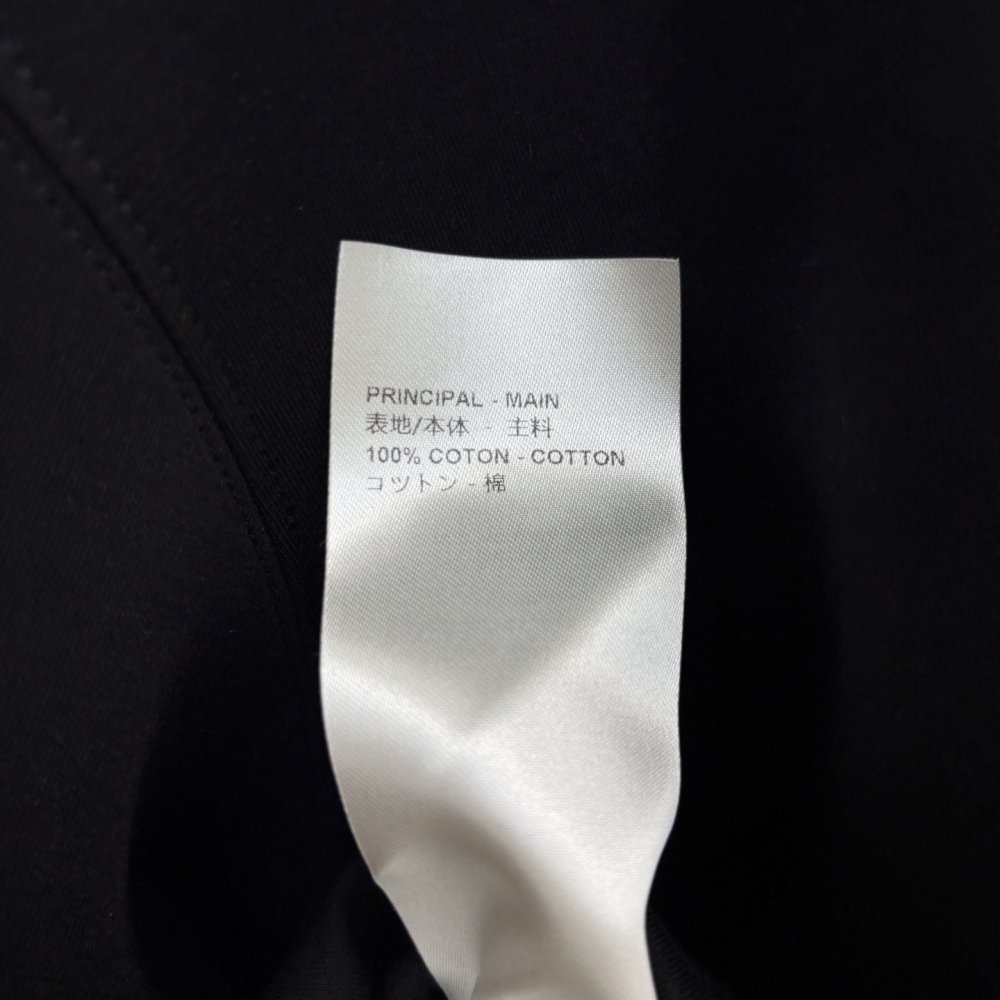 PRINCIPAL - MAIN
表地/本体 - 主料
100% COTON - COTTON
コットン - 棉